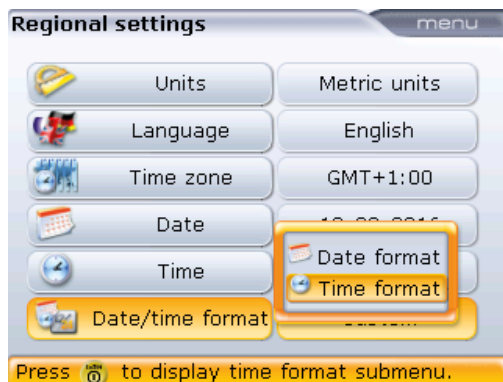 Regional settings
menu
Units
Metric units
Language
English
Time zone
GMT+1:00
Date
Date format
Time
Time format
Date/time format
Press to display time format submenu.